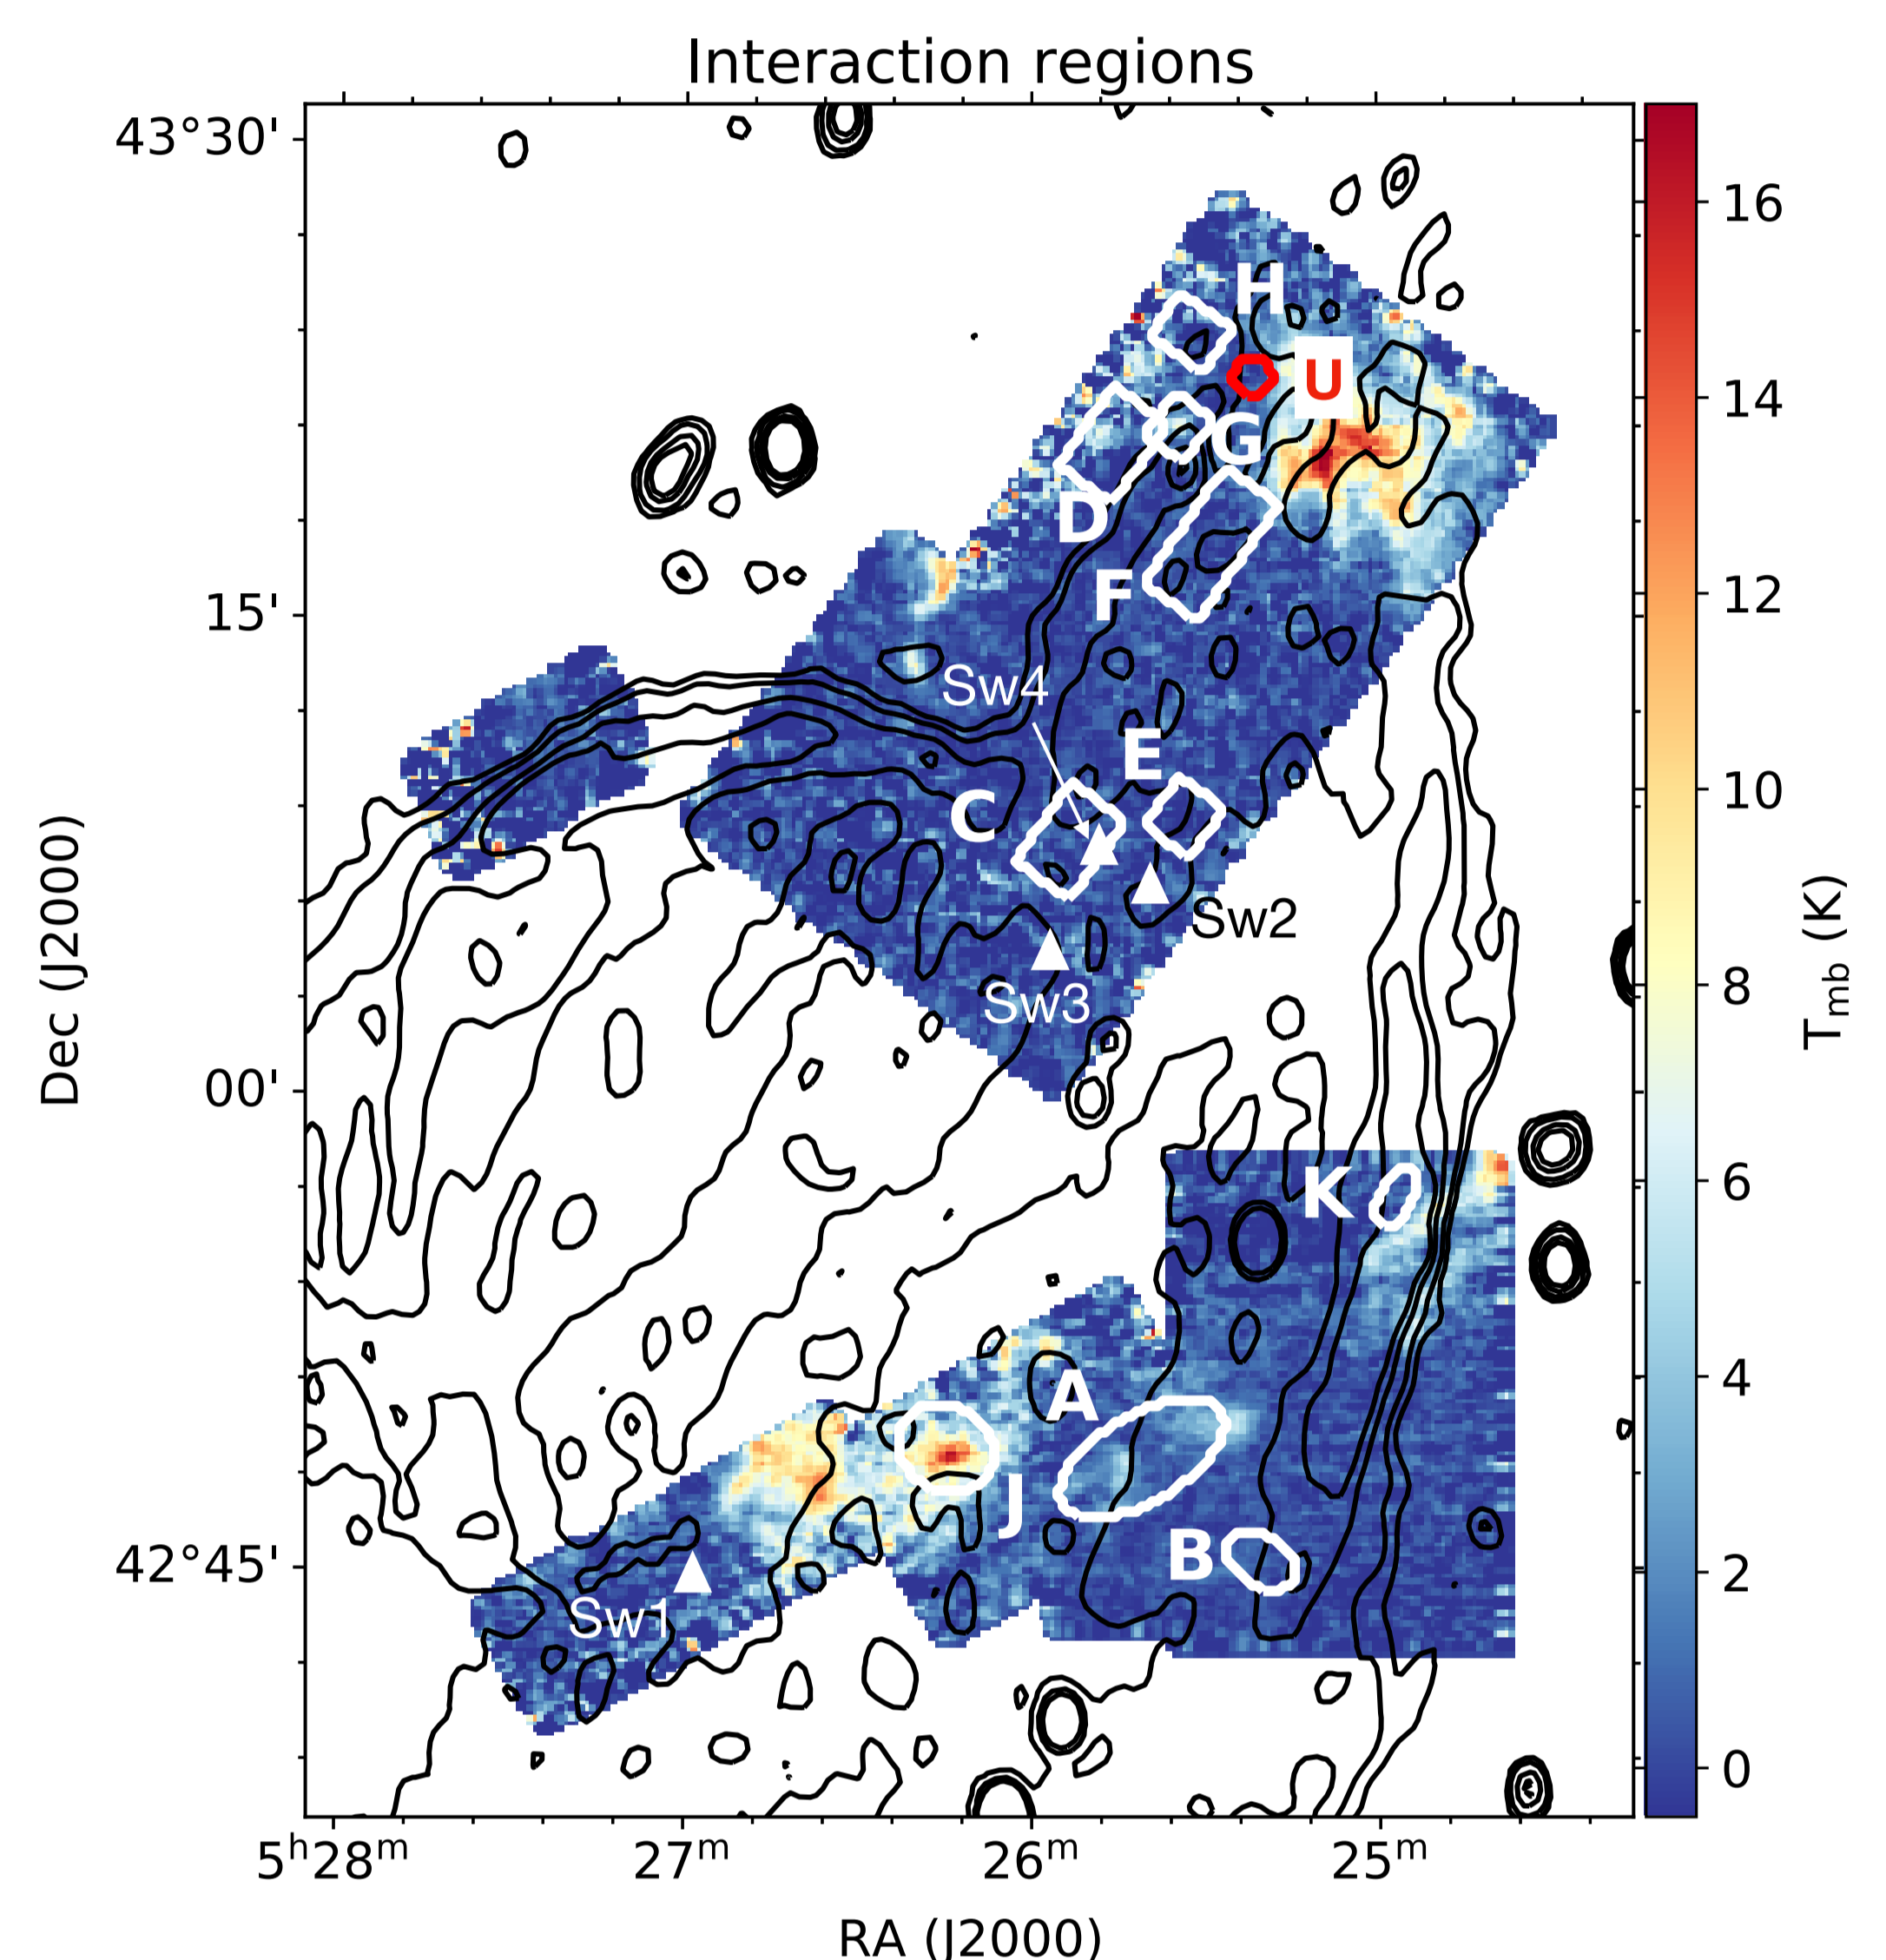 Interaction regions
43°30'
15'
00'
42°45'
Dec (J2000)
5ʰ28ᵐ
27ᵐ
26ᵐ
25ᵐ
RA (J2000)
H
U
G
D
F
Sw4
E
C
Sw2
Sw3
K
A
J
B
Sw1
16
14
12
10
8
6
4
2
0
Tmb (K)